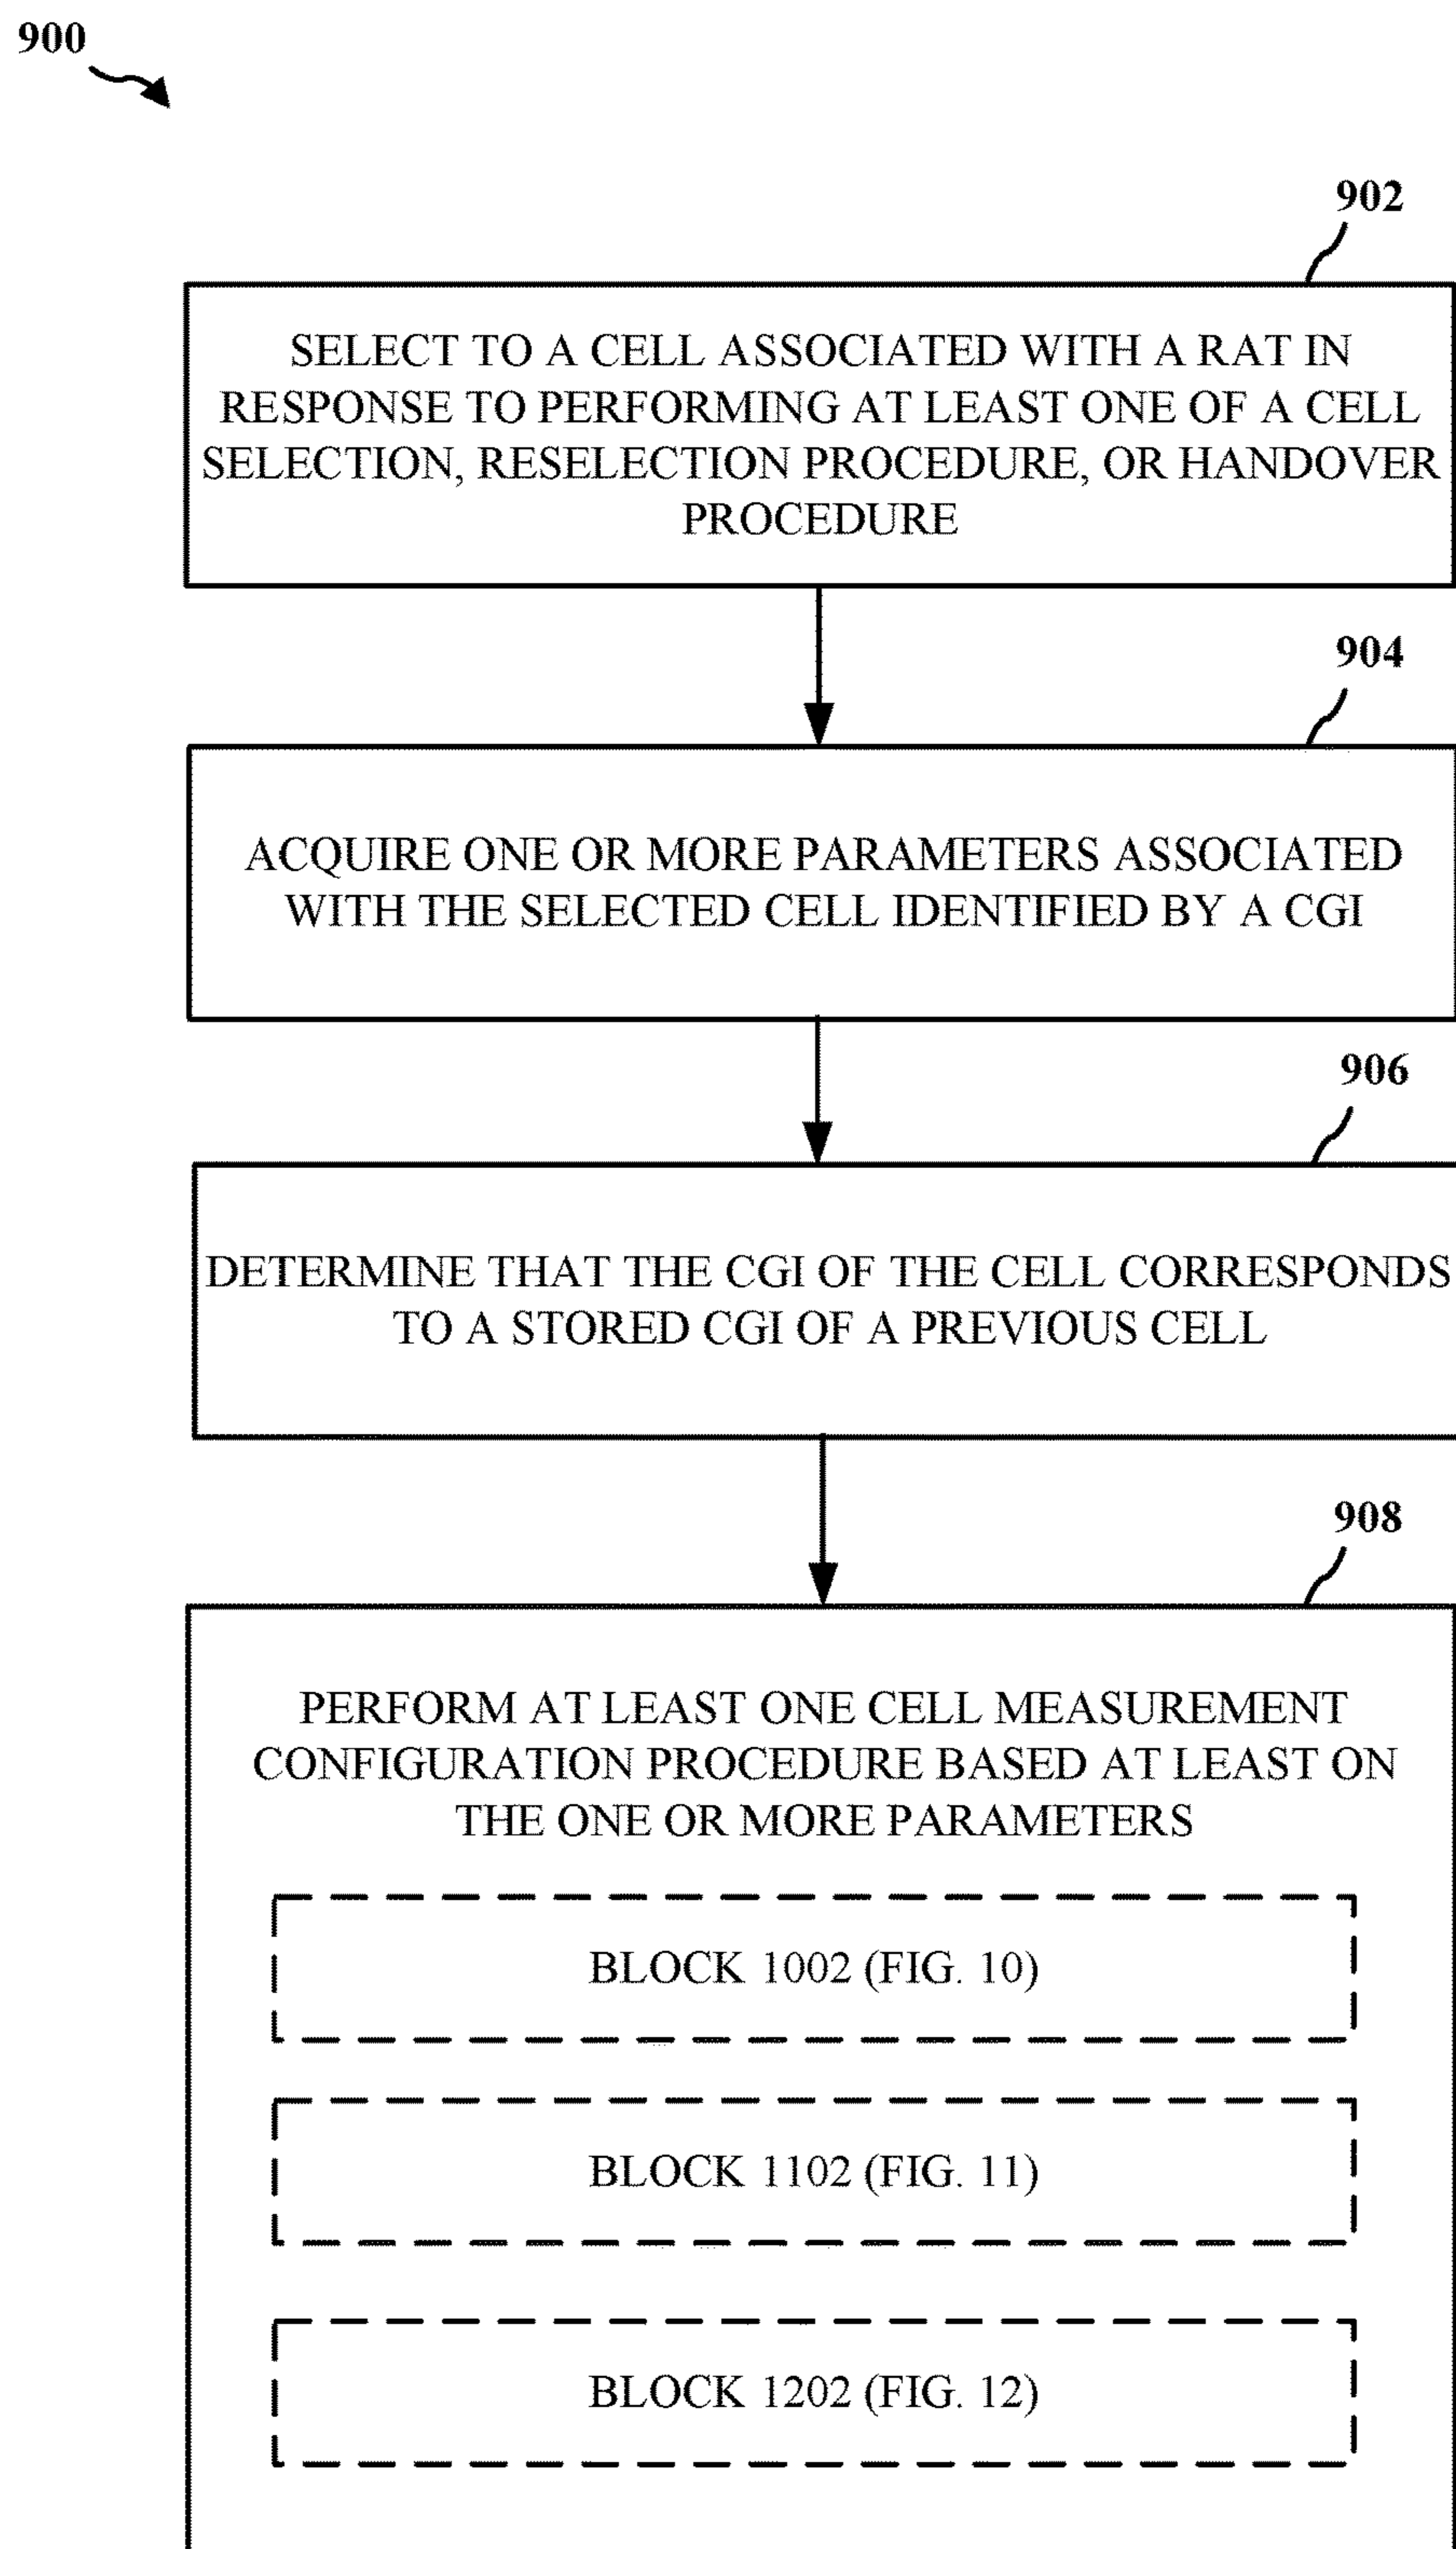 900
902
SELECT TO A CELL ASSOCIATED WITH A RAT IN
RESPONSE TO PERFORMING AT LEAST ONE OF A CELL
SELECTION, RESELECTION PROCEDURE, OR HANDOVER
PROCEDURE
904
ACQUIRE ONE OR MORE PARAMETERS ASSOCIATED
WITH THE SELECTED CELL IDENTIFIED BY A CGI
906
DETERMINE THAT THE CGI OF THE CELL CORRESPONDS
TO A STORED CGI OF A PREVIOUS CELL
908
PERFORM AT LEAST ONE CELL MEASUREMENT
CONFIGURATION PROCEDURE BASED AT LEAST ON
THE ONE OR MORE PARAMETERS
BLOCK 1002 (FIG. 10)
BLOCK 1102 (FIG. 11)
BLOCK 1202 (FIG. 12)